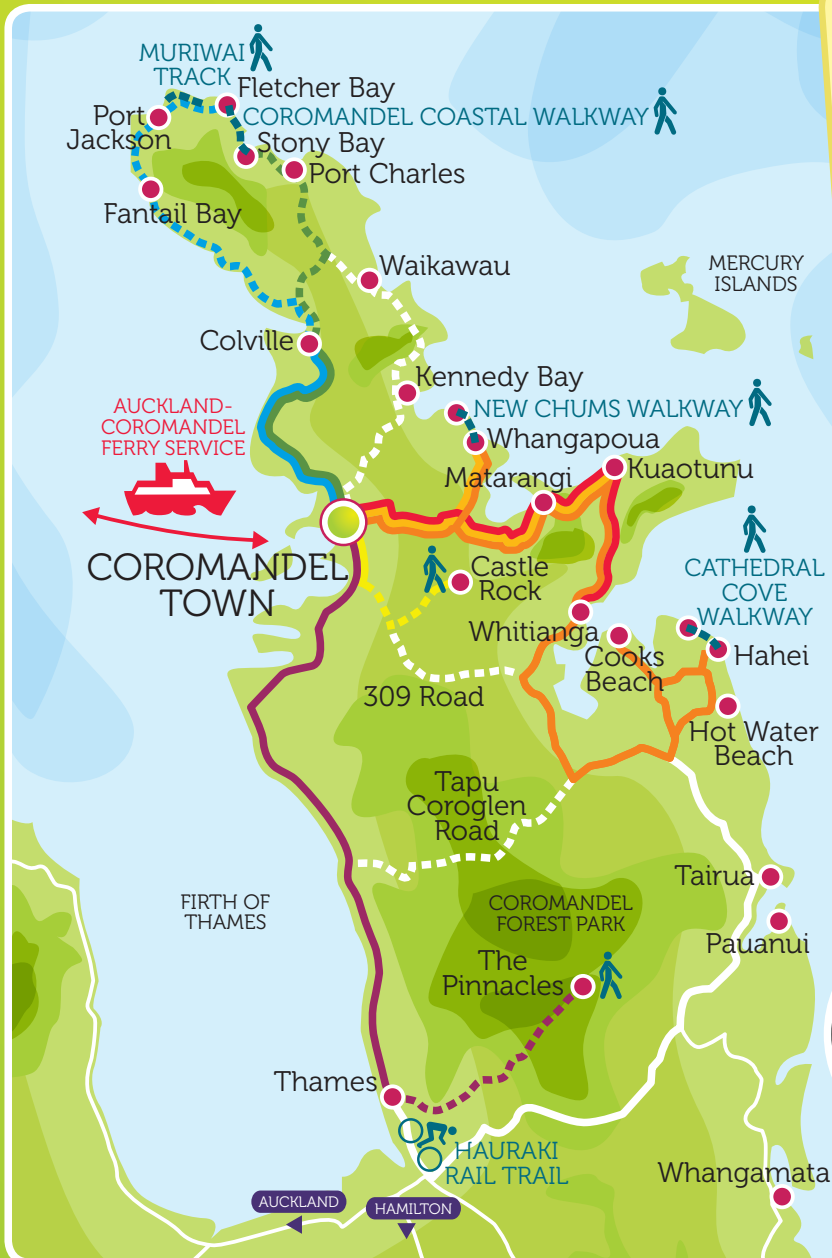 MURIWAI
TRACK
Fletcher Bay
Port
Jackson
COROMANDEL COASTAL WALKWAY
Stony Bay
Port Charles
Fantail Bay
Waikawau
MERCURY
ISLANDS
Colville
Kennedy Bay
AUCKLAND-
COROMANDEL
FERRY SERVICE
NEW CHUMS WALKWAY
Whangapoua
Matarangi
Kuaotunu
COROMANDEL
TOWN
Castle
Rock
CATHEDRAL
COVE
WALKWAY
Whitianga
Cooks
Beach
Hahei
309 Road
Hot Water
Beach
Tapu
Coroglen
Road
Tairua
FIRTH OF
THAMES
COROMANDEL
FOREST PARK
Pauanui
The
Pinnacles
Thames
HAURAKI
RAIL TRAIL
Whangamata
AUCKLAND
HAMILTON